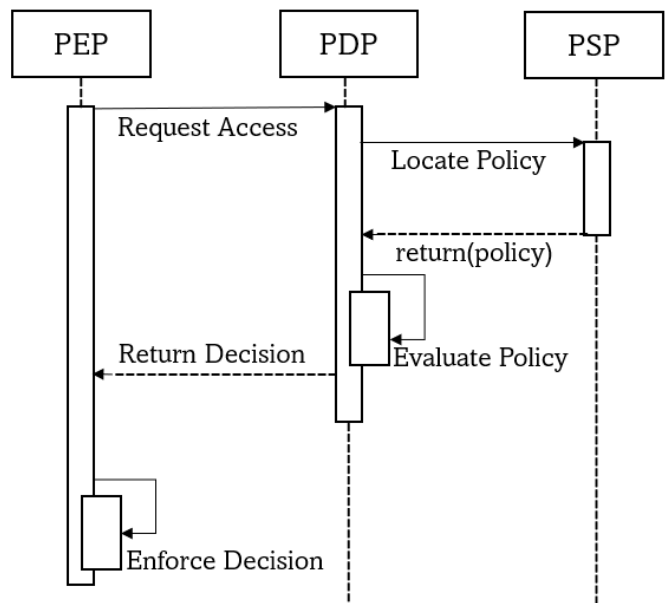 PEP
PDP
PSP
Request Access
Locate Policy
return(policy)
Return Decision
Evaluate Policy
Enforce Decision